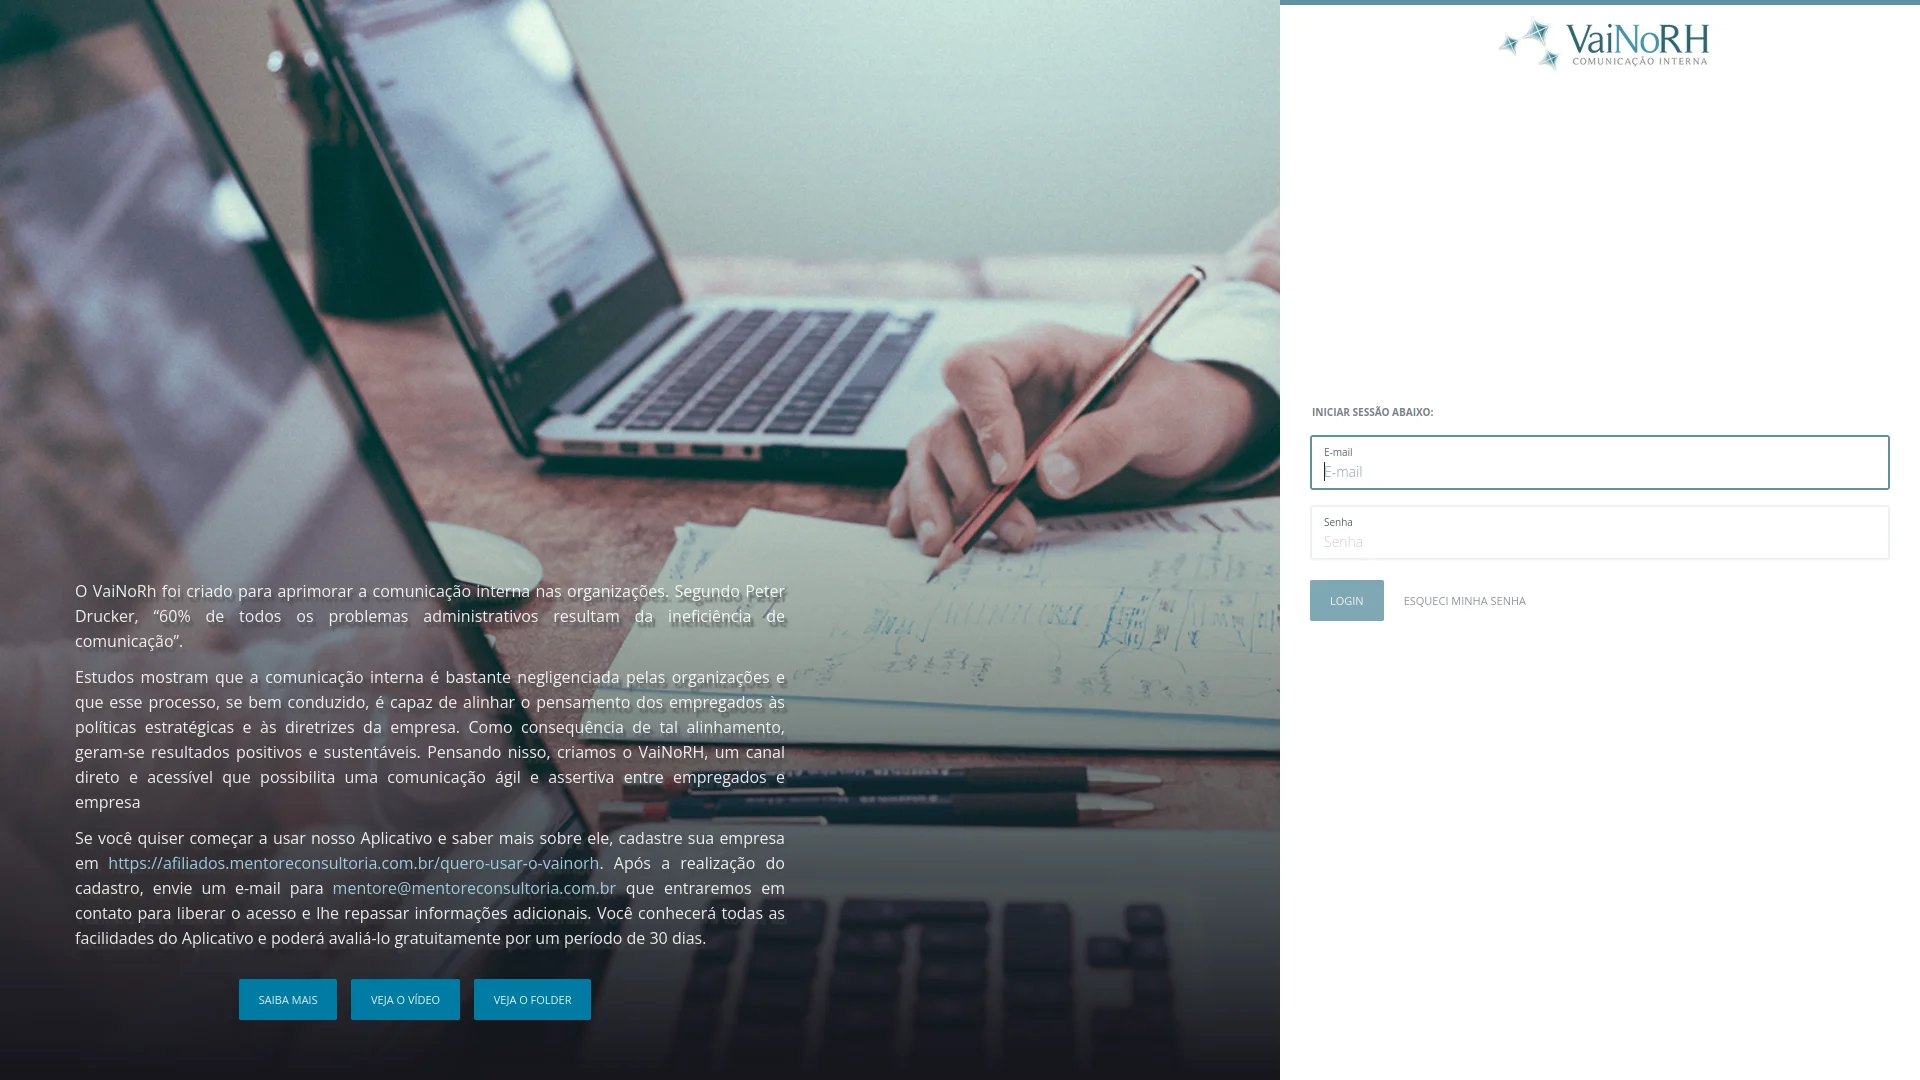 VaiNoRH
COMUNICAÇÃO INTERNA
O VaiNoRh foi criado para aprimorar a comunicação interna nas organizações. Segundo Peter
Drucker, “60% de todos os problemas administrativos resultam da ineficiência de
comunicação”.
Estudos mostram que a comunicação interna é bastante negligenciada pelas organizações e
que esse processo, se bem conduzido, é capaz de alinhar o pensamento dos empregados às
políticas estratégicas e às diretrizes da empresa. Como consequência de tal alinhamento,
geram-se resultados positivos e sustentáveis. Pensando nisso, criamos o VaiNoRH, um canal
direto e acessível que possibilita uma comunicação ágil e assertiva entre empregados e
empresa
Se você quiser começar a usar nosso Aplicativo e saber mais sobre ele, cadastre sua empresa
em https://afiliados.mentoreconsultoria.com.br/quero-usar-o-vainorh. Após a realização do
cadastro, envie um e-mail para mentore@mentoreconsultoria.com.br que entraremos em
contato para liberar o acesso e lhe repassar informações adicionais. Você conhecerá todas as
facilidades do Aplicativo e poderá avaliá-lo gratuitamente por um período de 30 dias.
SAIBA MAIS
VEJA O VÍDEO
VEJA O FOLDER
INICIAR SESSÃO ABAIXO:
E-mail
E-mail
Senha
Senha
LOGIN
ESQUECI MINHA SENHA